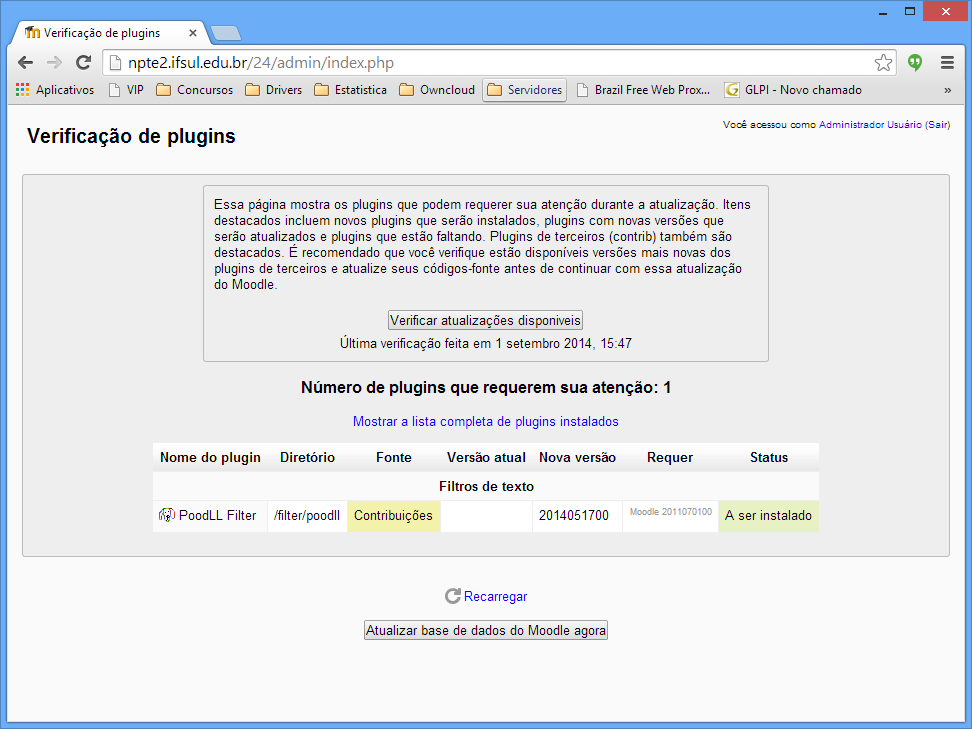 Verificação de plugins
npte2.ifsul.edu.br/24/admin/index.php
Aplicativos VIP Concursos Drivers Estatistica Owncloud Servidores Brazil Free Web Prox... GLPI - Novo chamado »
Você acessou como Administrador Usuário (Sair)
Verificação de plugins
Essa página mostra os plugins que podem requerer sua atenção durante a atualização. Itens
destacados incluem novos plugins que serão instalados, plugins com novas versões que
serão atualizados e plugins que estão faltando. Plugins de terceiros (contrib) também são
destacados. É recomendado que você verifique estão disponíveis versões mais novas dos
plugins de terceiros e atualize seus códigos-fonte antes de continuar com essa atualização
do Moodle.
Verificar atualizações disponiveis
Última verificação feita em 1 setembro 2014, 15:47
Número de plugins que requerem sua atenção: 1
Mostrar a lista completa de plugins instalados
Nome do plugin Diretório Fonte Versão atual Nova versão Requer Status
Filtros de texto
PoodLL Filter /filter/poodll Contribuições 2014051700 Moodle 2011070100 A ser instalado
Recarregar
Atualizar base de dados do Moodle agora